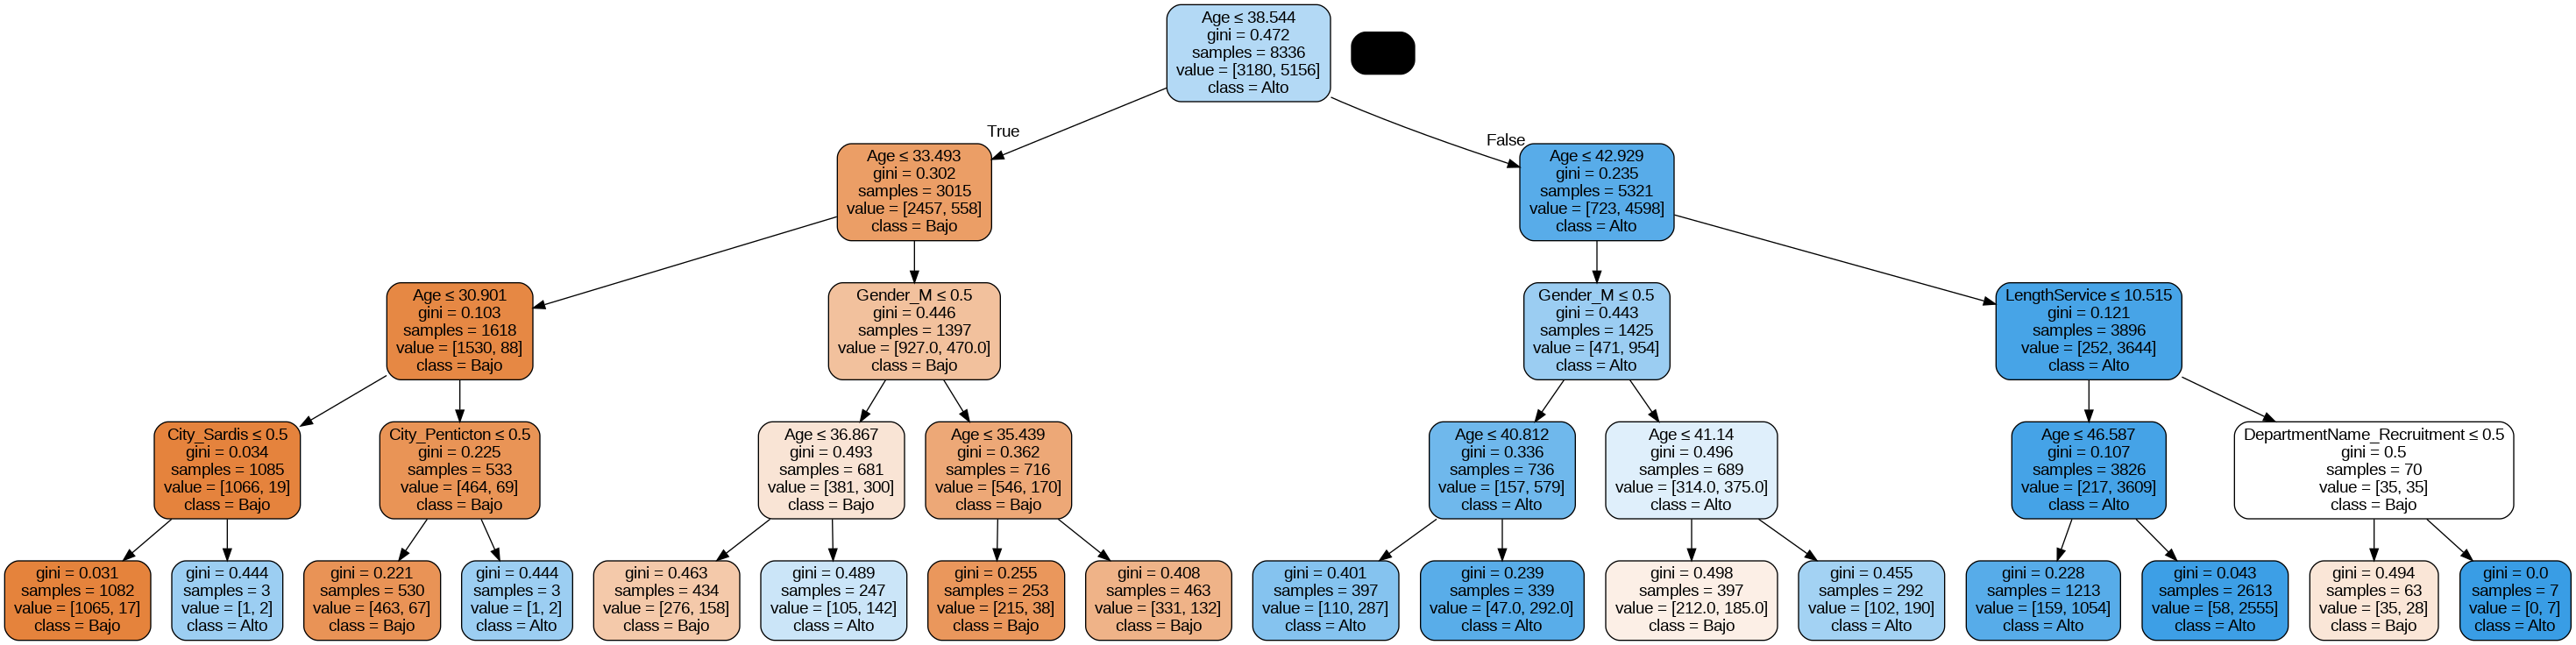 Age ≤ 38.544
gini = 0.472
samples = 8336
value = [3180, 5156]
class = Alto
True
False
Age ≤ 33.493
gini = 0.302
samples = 3015
value = [2457, 558]
class = Bajo
Age ≤ 42.929
gini = 0.235
samples = 5321
value = [723, 4598]
class = Alto
Age ≤ 30.901
gini = 0.103
samples = 1618
value = [1530, 88]
class = Bajo
Gender_M ≤ 0.5
gini = 0.446
samples = 1397
value = [927.0, 470.0]
class = Bajo
Gender_M ≤ 0.5
gini = 0.443
samples = 1425
value = [471, 954]
class = Alto
LengthService ≤ 10.515
gini = 0.121
samples = 3896
value = [252, 3644]
class = Alto
City_Sardis ≤ 0.5
gini = 0.034
samples = 1085
value = [1066, 19]
class = Bajo
City_Penticton ≤ 0.5
gini = 0.225
samples = 533
value = [464, 69]
class = Bajo
Age ≤ 36.867
gini = 0.493
samples = 681
value = [381, 300]
class = Bajo
Age ≤ 35.439
gini = 0.362
samples = 716
value = [546, 170]
class = Bajo
Age ≤ 40.812
gini = 0.336
samples = 736
value = [157, 579]
class = Alto
Age ≤ 41.14
gini = 0.496
samples = 689
value = [314.0, 375.0]
class = Alto
Age ≤ 46.587
gini = 0.107
samples = 3826
value = [217, 3609]
class = Alto
DepartmentName_Recruitment ≤ 0.5
gini = 0.5
samples = 70
value = [35, 35]
class = Bajo
gini = 0.031
samples = 1082
value = [1065, 17]
class = Bajo
gini = 0.444
samples = 3
value = [1, 2]
class = Alto
gini = 0.221
samples = 530
value = [463, 67]
class = Bajo
gini = 0.444
samples = 3
value = [1, 2]
class = Alto
gini = 0.463
samples = 434
value = [276, 158]
class = Bajo
gini = 0.489
samples = 247
value = [105, 142]
class = Alto
gini = 0.255
samples = 253
value = [215, 38]
class = Bajo
gini = 0.408
samples = 463
value = [331, 132]
class = Bajo
gini = 0.401
samples = 397
value = [110, 287]
class = Alto
gini = 0.239
samples = 339
value = [47.0, 292.0]
class = Alto
gini = 0.498
samples = 397
value = [212.0, 185.0]
class = Bajo
gini = 0.455
samples = 292
value = [102, 190]
class = Alto
gini = 0.228
samples = 1213
value = [159, 1054]
class = Alto
gini = 0.043
samples = 2613
value = [58, 2555]
class = Alto
gini = 0.494
samples = 63
value = [35, 28]
class = Bajo
gini = 0.0
samples = 7
value = [0, 7]
class = Alto